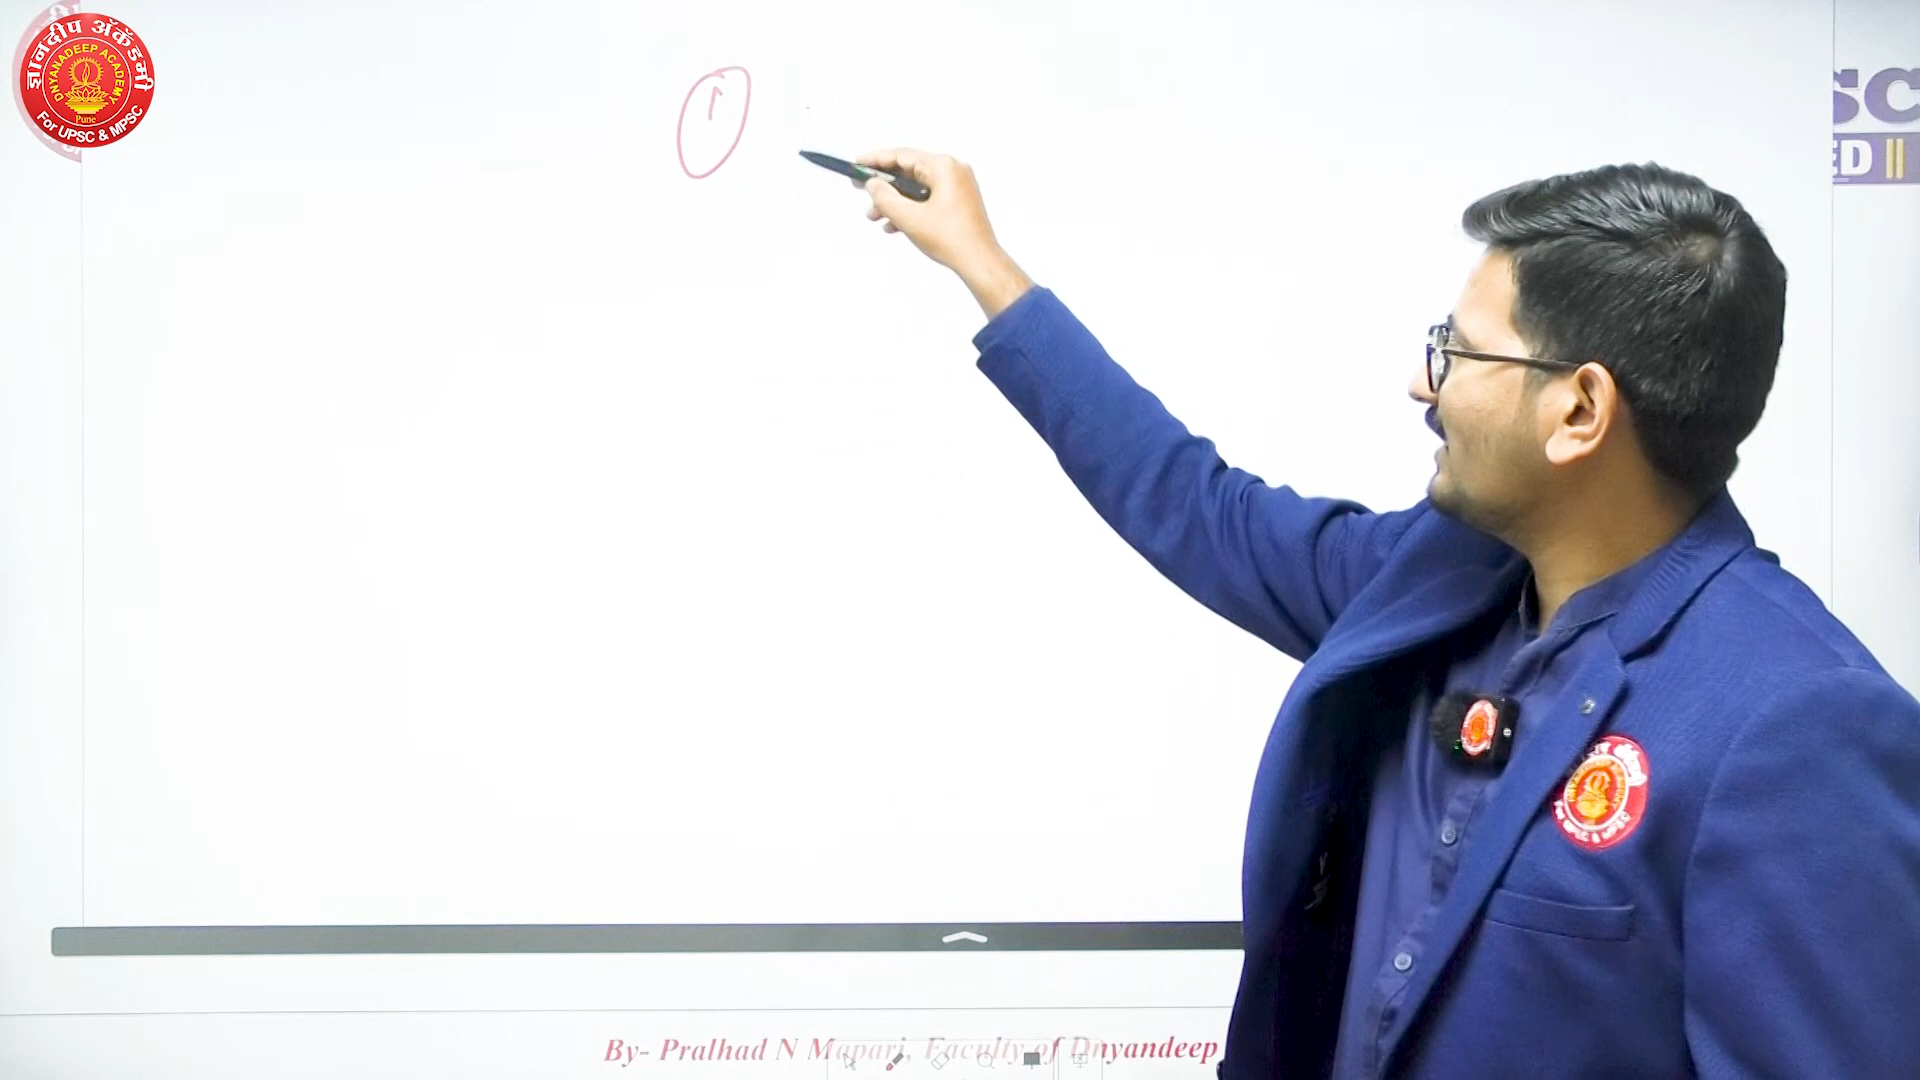 ज्ञानदीप अॅकॅडमी
DNYANADEEP ACADEMY
Pune
For UPSC & MPSC
SC
ED ||
1
By- Pralhad N Mapari, Faculty of Dnyandeep